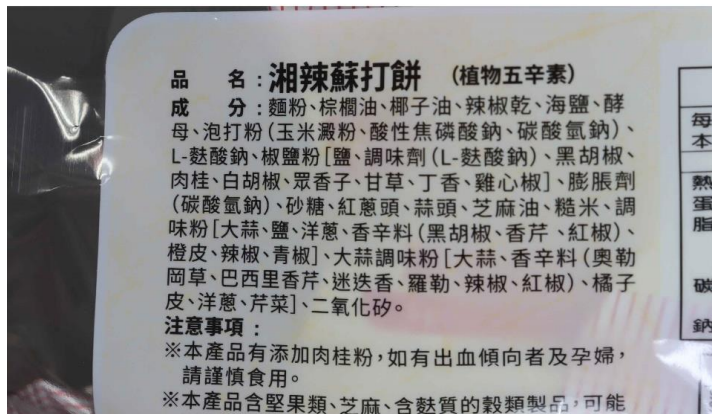 品 名：湘辣蘇打餅 （植物五辛素）
成 分：麵粉、棕櫚油、椰子油、辣椒乾、海鹽、酵
母、泡打粉（玉米澱粉、酸性焦磷酸鈉、碳酸氫鈉）、
L-麩酸鈉、椒鹽粉［鹽、調味劑（L-麩酸鈉）、黑胡椒、
肉桂、白胡椒、眾香子、甘草、丁香、雞心椒］、膨脹劑
（碳酸氫鈉）、砂糖、紅蔥頭、蒜頭、芝麻油、糙米、調
味粉［大蒜、鹽、洋蔥、香辛料（黑胡椒、香芹、紅椒）、
橙皮、辣椒、青椒］、大蒜調味粉［大蒜、香辛料（奧勒
岡草、巴西里香芹、迷迭香、羅勒、辣椒、紅椒）、橘子
皮、洋蔥、芹菜］、二氧化矽。
注意事項：
※本產品有添加肉桂粉，如有出血傾向者及孕婦，
請謹慎食用。
※本產品含堅果類、芝麻、含麩質的穀類製品，可能
每
本
熱
蛋
脂
碳
鈉